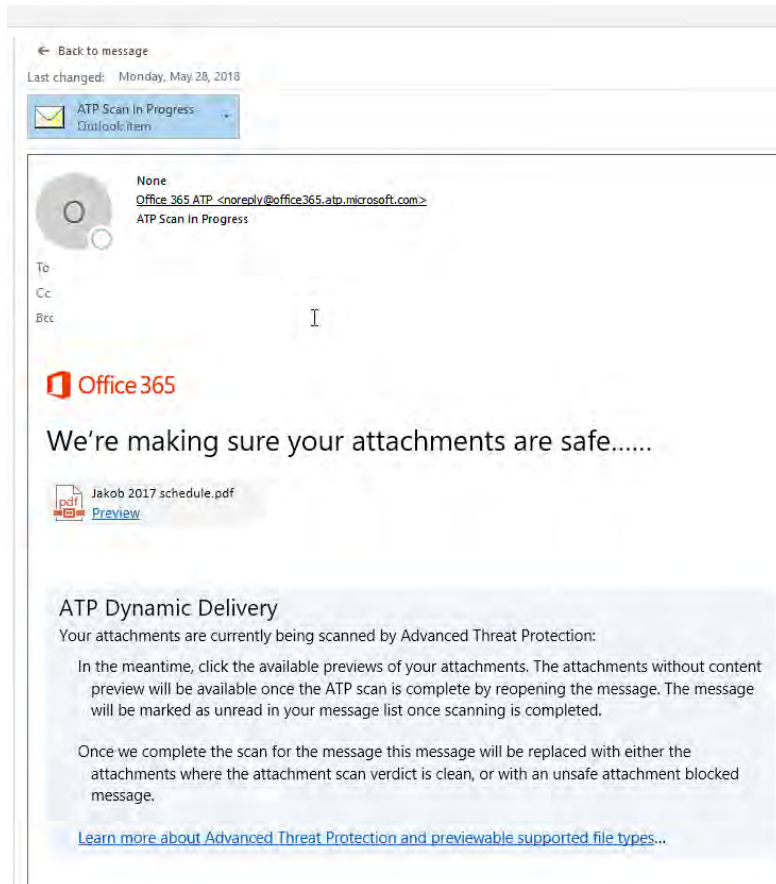 Back to message
Last changed: Monday, May 28, 2018
ATP Scan In Progress
Outlook item
None
Office 365 ATP <noreply@office365.atp.microsoft.com>
O
ATP Scan In Progress
To
Cc
Bcc
Office 365
We're making sure your attachments are safe......
pdf
Jakob 2017 schedule.pdf
Preview
ATP Dynamic Delivery
Your attachments are currently being scanned by Advanced Threat Protection:
In the meantime, click the available previews of your attachments. The attachments without content
preview will be available once the ATP scan is complete by reopening the message. The message
will be marked as unread in your message list once scanning is completed.
Once we complete the scan for the message this message will be replaced with either the
attachments where the attachment scan verdict is clean, or with an unsafe attachment blocked
message.
Learn more about Advanced Threat Protection and previewable supported file types...